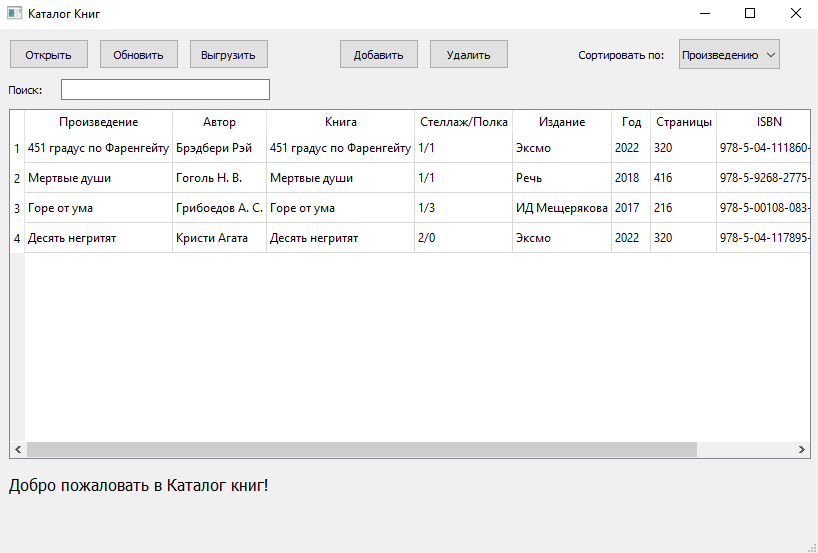 Каталог Книг
Открыть Обновить Выгрузить Добавить Удалить Сортировать по: Произведению
Поиск:
Произведение Автор Книга Стеллаж/Полка Издание Год Страницы ISBN
1 451 градус по Фаренгейту Брэдбери Рэй 451 градус по Фаренгейту 1/1 Эксмо 2022 320 978-5-04-111860-
2 Мертвые души Гоголь Н. В. Мертвые души 1/1 Речь 2018 416 978-5-9268-2775-
3 Горе от ума Грибоедов А. С. Горе от ума 1/3 ИД Мещерякова 2017 216 978-5-00108-083-
4 Десять негритят Кристи Агата Десять негритят 2/0 Эксмо 2022 320 978-5-04-117895-
Добро пожаловать в Каталог книг!